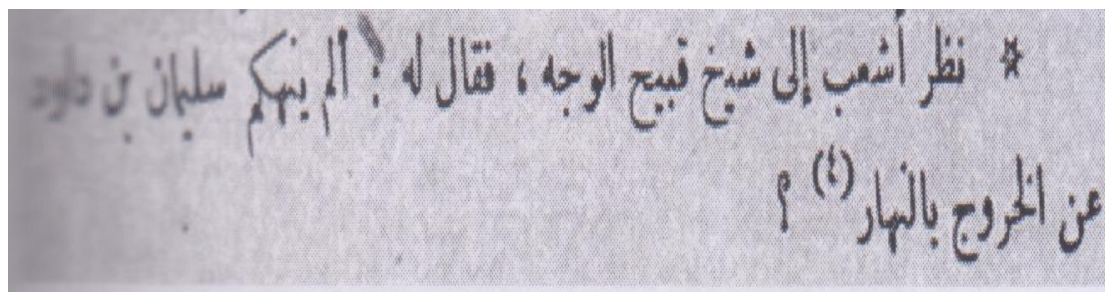 * نظر أشعب إلى شيخ قبيح الوجه ، فقال له : ألم ينهكم سليمان بن داود
عن الخروج بالنهار (٤) ؟